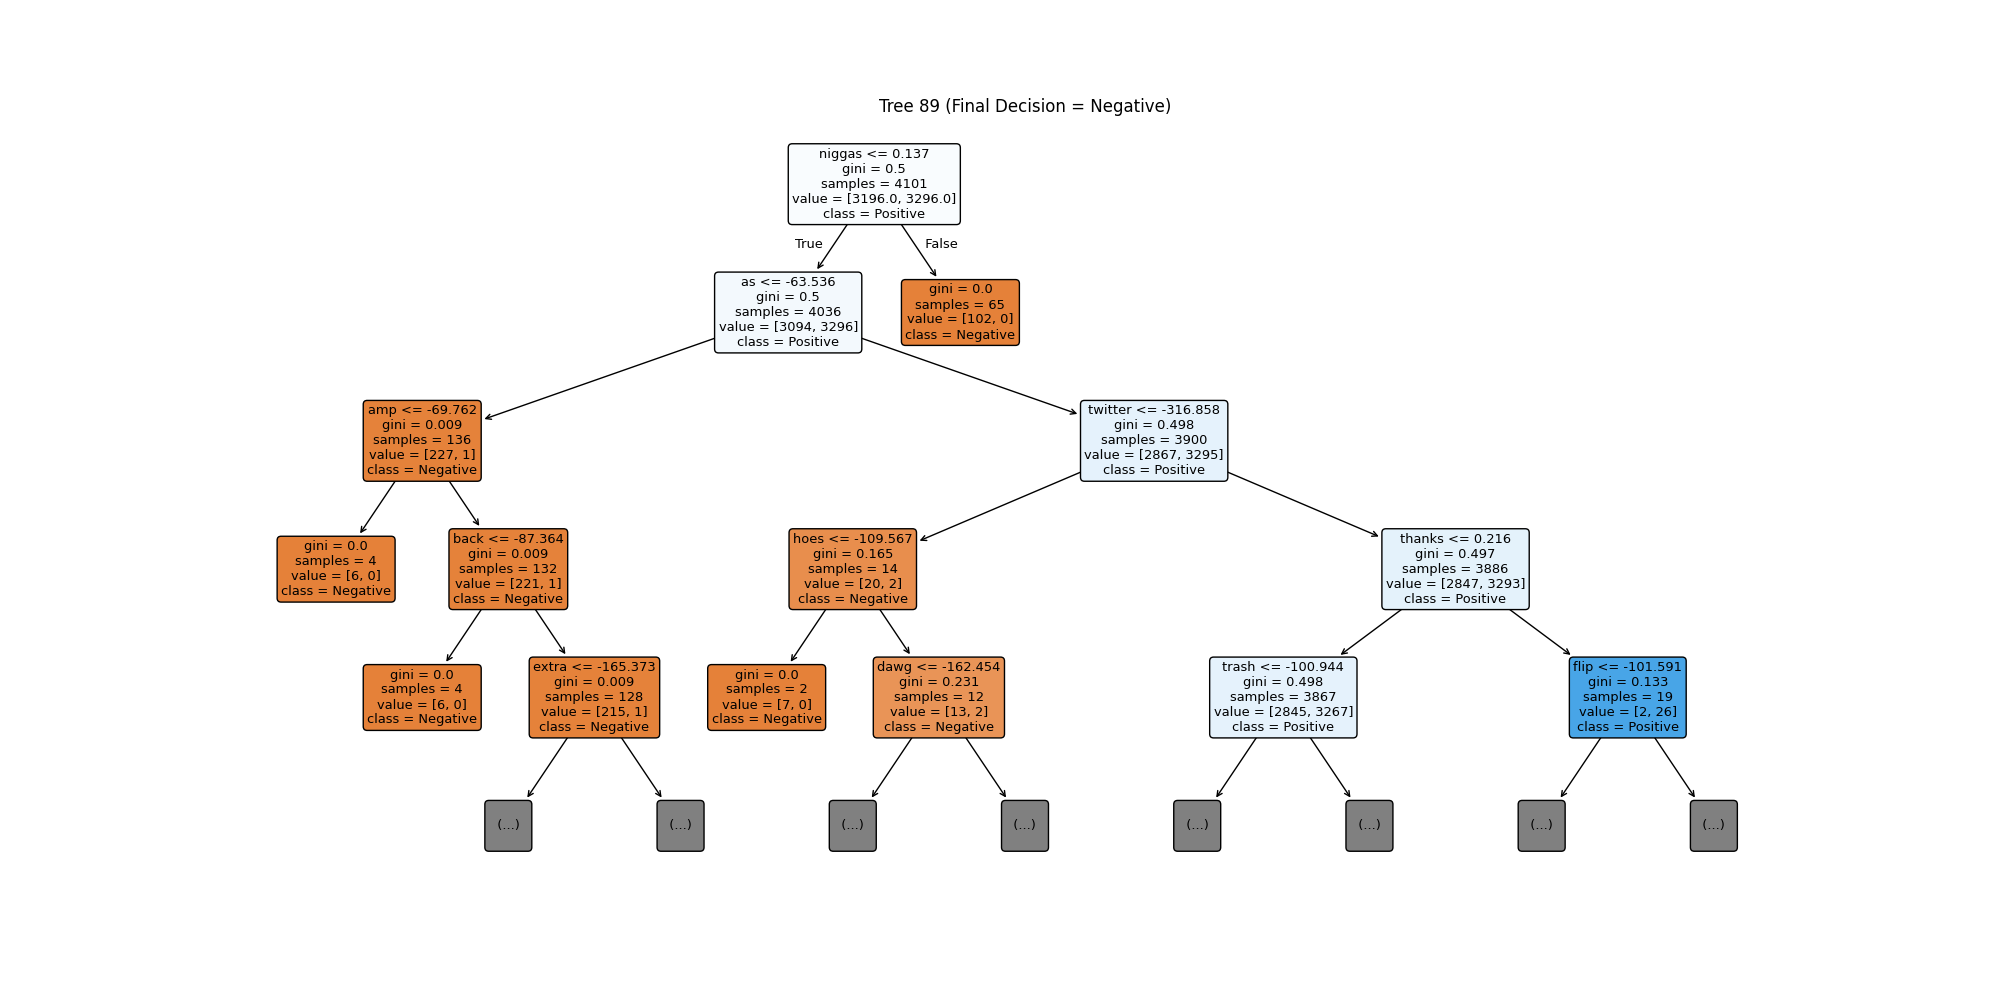 Tree 89 (Final Decision = Negative)
niggas <= 0.137
gini = 0.5
samples = 4101
value = [3196.0, 3296.0]
class = Positive
True
False
as <= -63.536
gini = 0.5
samples = 4036
value = [3094, 3296]
class = Positive
gini = 0.0
samples = 65
value = [102, 0]
class = Negative
amp <= -69.762
gini = 0.009
samples = 136
value = [227, 1]
class = Negative
twitter <= -316.858
gini = 0.498
samples = 3900
value = [2867, 3295]
class = Positive
gini = 0.0
samples = 4
value = [6, 0]
class = Negative
back <= -87.364
gini = 0.009
samples = 132
value = [221, 1]
class = Negative
hoes <= -109.567
gini = 0.165
samples = 14
value = [20, 2]
class = Negative
thanks <= 0.216
gini = 0.497
samples = 3886
value = [2847, 3293]
class = Positive
gini = 0.0
samples = 4
value = [6, 0]
class = Negative
extra <= -165.373
gini = 0.009
samples = 128
value = [215, 1]
class = Negative
gini = 0.0
samples = 2
value = [7, 0]
class = Negative
dawg <= -162.454
gini = 0.231
samples = 12
value = [13, 2]
class = Negative
trash <= -100.944
gini = 0.498
samples = 3867
value = [2845, 3267]
class = Positive
flip <= -101.591
gini = 0.133
samples = 19
value = [2, 26]
class = Positive
(...)
(...)
(...)
(...)
(...)
(...)
(...)
(...)